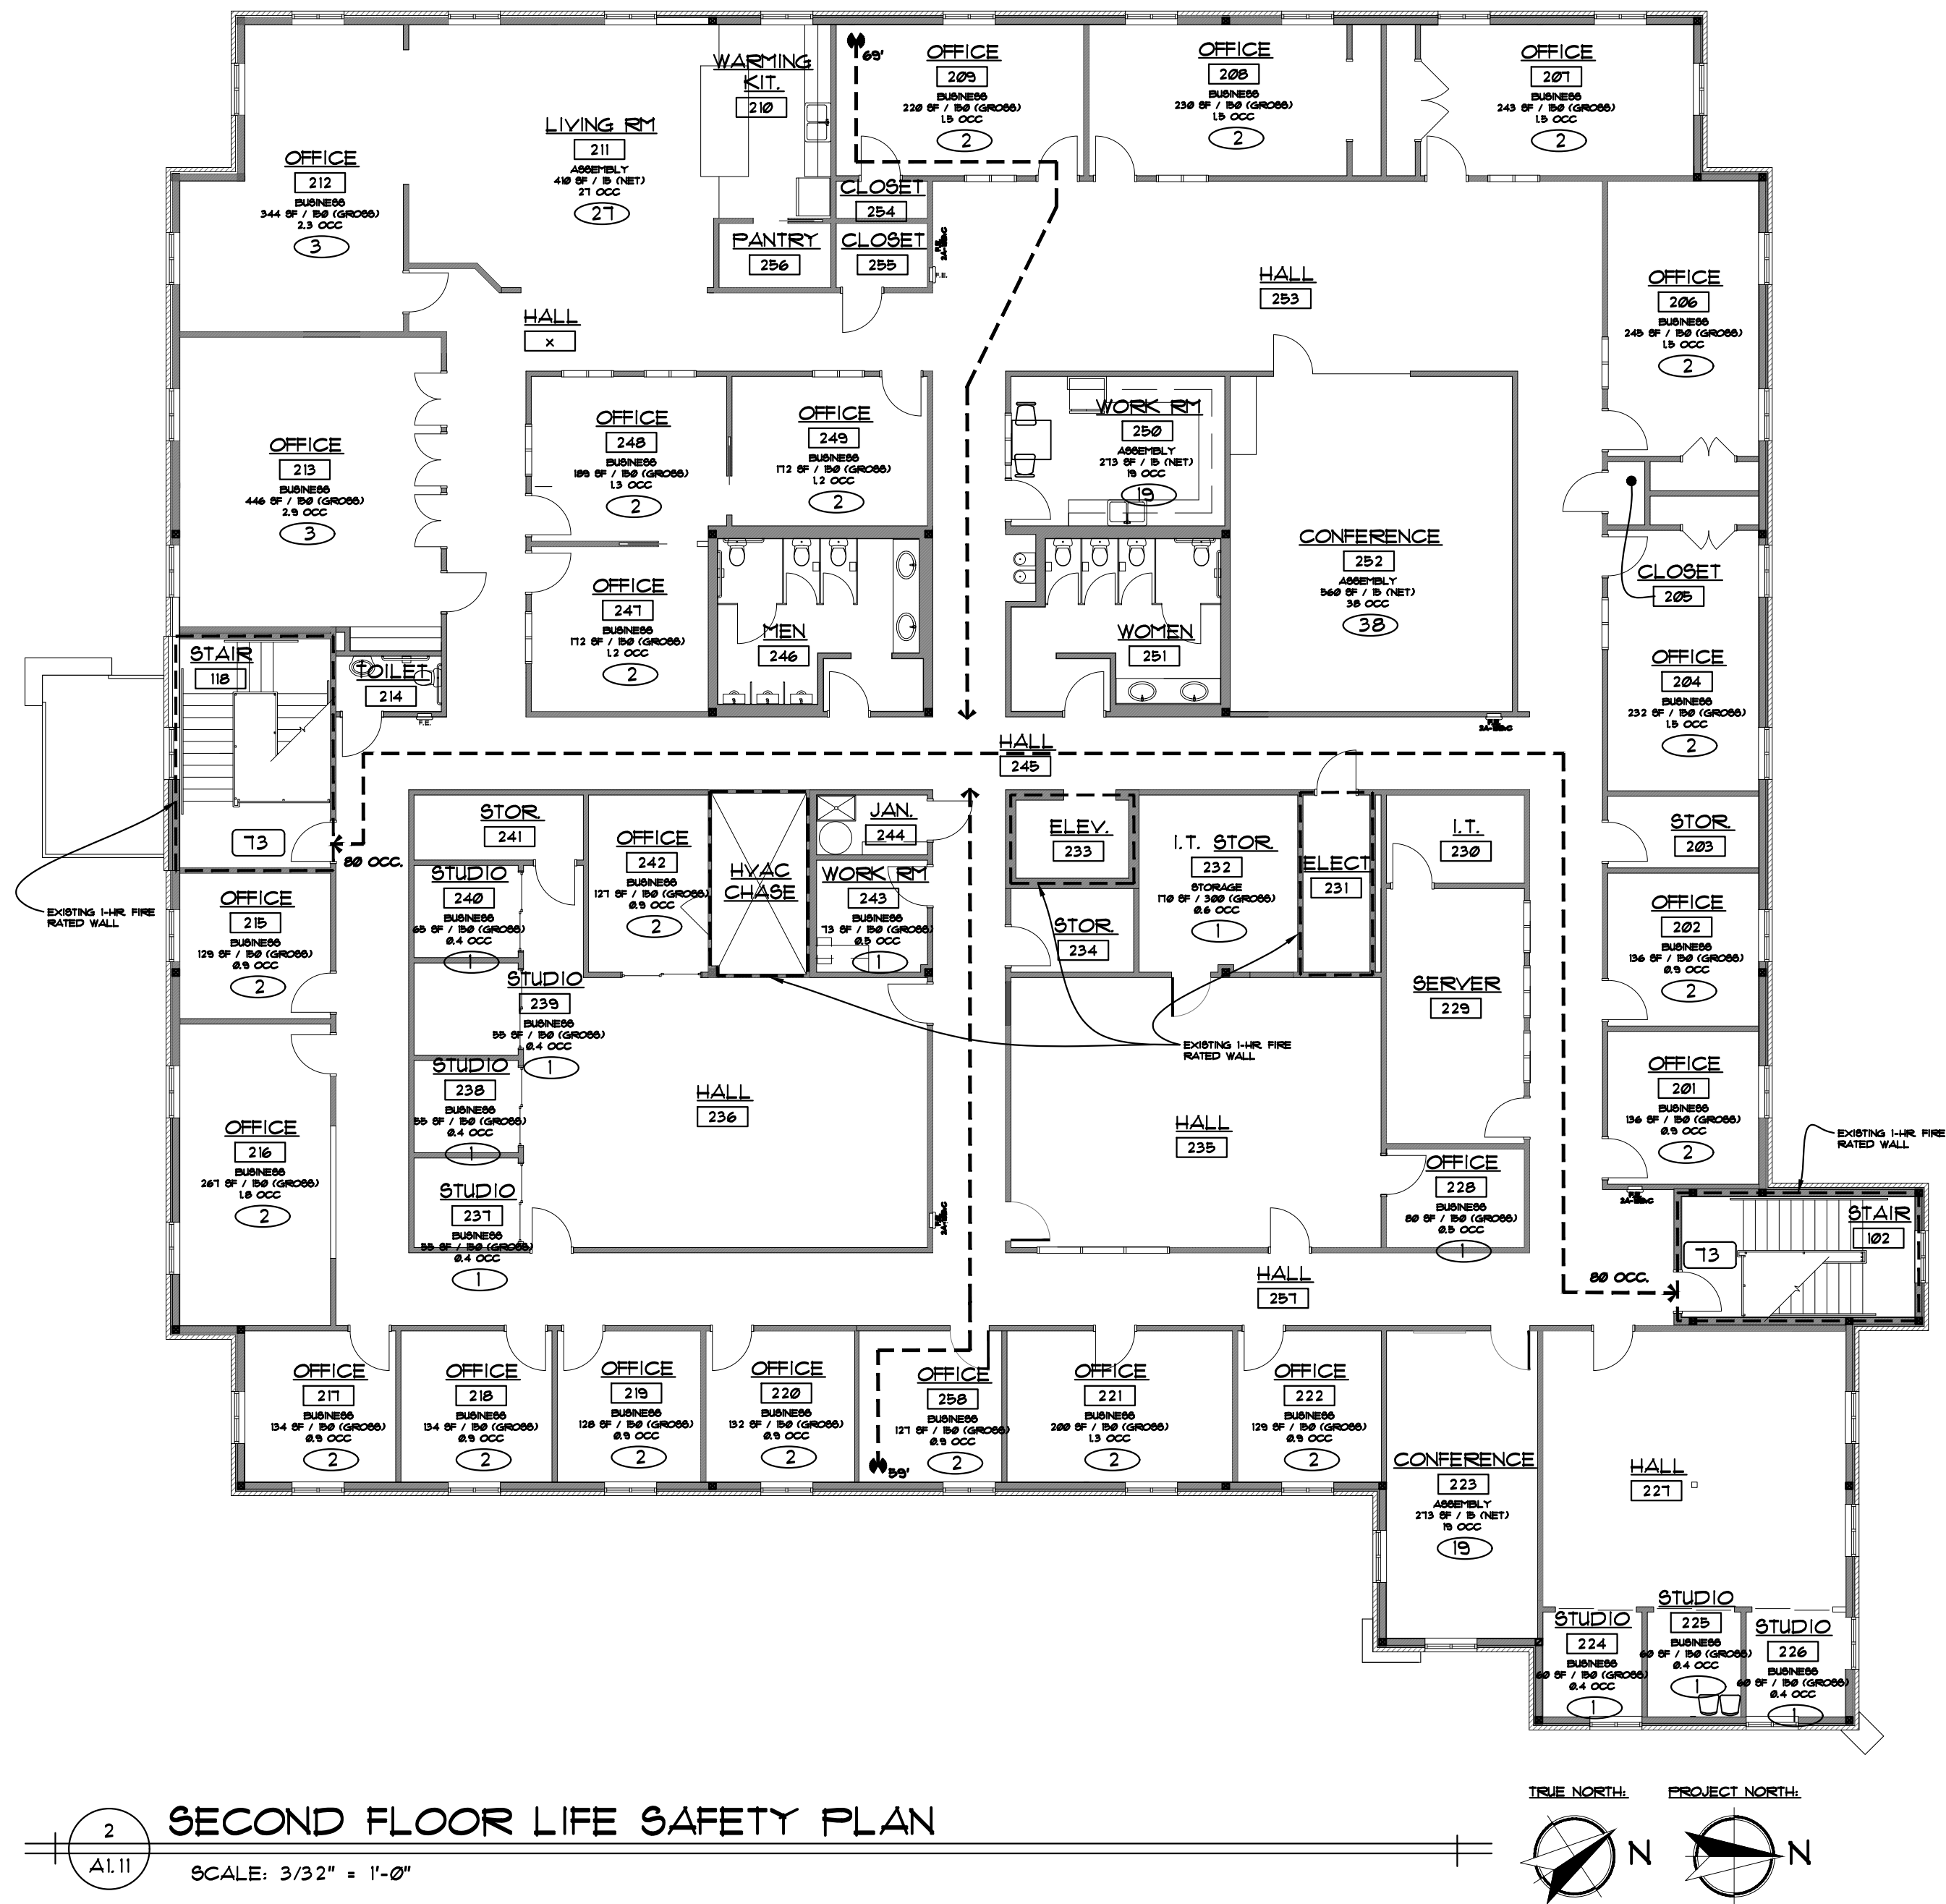 OFFICE
212
BUSINESS
344 SF / 150 (GROSS)
2.3 OCC
3
LIVING RM
211
ASSEMBLY
410 SF / 15 (NET)
27 OCC
27
WARMING
KIT.
210
69'
OFFICE
209
BUSINESS
220 SF / 150 (GROSS)
1.5 OCC
2
OFFICE
208
BUSINESS
230 SF / 150 (GROSS)
1.5 OCC
2
OFFICE
207
BUSINESS
243 SF / 150 (GROSS)
1.5 OCC
2
CLOSET
254
PANTRY
256
CLOSET
255
F.E.
2A-10B:C
F.E.
HALL
x
HALL
253
OFFICE
206
BUSINESS
245 SF / 150 (GROSS)
1.5 OCC
2
OFFICE
213
BUSINESS
446 SF / 150 (GROSS)
2.9 OCC
3
OFFICE
248
BUSINESS
189 SF / 150 (GROSS)
1.3 OCC
2
OFFICE
249
BUSINESS
172 SF / 150 (GROSS)
1.2 OCC
2
WORK RM
250
ASSEMBLY
273 SF / 15 (NET)
19 OCC
19
CONFERENCE
252
ASSEMBLY
560 SF / 15 (NET)
38 OCC
38
CLOSET
205
OFFICE
247
BUSINESS
172 SF / 150 (GROSS)
1.2 OCC
2
MEN
246
WOMEN
251
OFFICE
204
BUSINESS
232 SF / 150 (GROSS)
1.5 OCC
2
STAIR
118
TOILET
214
F.E.
F.E.
2A-10B:C
HALL
245
73
80 OCC.
EXISTING 1-HR. FIRE
RATED WALL
STOR.
241
OFFICE
242
BUSINESS
127 SF / 150 (GROSS)
0.9 OCC
2
HVAC
CHASE
JAN.
244
WORK RM
243
BUSINESS
73 SF / 150 (GROSS)
0.5 OCC
1
ELEV.
233
I.T. STOR.
232
STORAGE
170 SF / 300 (GROSS)
0.6 OCC
1
ELECT
231
I.T.
230
STOR.
203
STOR.
234
OFFICE
215
BUSINESS
129 SF / 150 (GROSS)
0.9 OCC
2
STUDIO
240
BUSINESS
65 SF / 150 (GROSS)
0.4 OCC
1
STUDIO
239
BUSINESS
55 SF / 150 (GROSS)
0.4 OCC
1
STUDIO
238
BUSINESS
55 SF / 150 (GROSS)
0.4 OCC
1
STUDIO
237
BUSINESS
55 SF / 150 (GROSS)
0.4 OCC
1
HALL
236
F.E.
2A-10B:C
HALL
235
EXISTING 1-HR. FIRE
RATED WALL
SERVER
229
OFFICE
228
BUSINESS
80 SF / 150 (GROSS)
0.5 OCC
1
OFFICE
202
BUSINESS
136 SF / 150 (GROSS)
0.9 OCC
2
OFFICE
201
BUSINESS
136 SF / 150 (GROSS)
0.9 OCC
2
EXISTING 1-HR. FIRE
RATED WALL
F.E.
2A-10B:C
STAIR
102
73
80 OCC.
OFFICE
216
BUSINESS
267 SF / 150 (GROSS)
1.8 OCC
2
HALL
257
OFFICE
217
BUSINESS
134 SF / 150 (GROSS)
0.9 OCC
2
OFFICE
218
BUSINESS
134 SF / 150 (GROSS)
0.9 OCC
2
OFFICE
219
BUSINESS
128 SF / 150 (GROSS)
0.9 OCC
2
OFFICE
220
BUSINESS
132 SF / 150 (GROSS)
0.9 OCC
2
59'
OFFICE
258
BUSINESS
127 SF / 150 (GROSS)
0.9 OCC
2
OFFICE
221
BUSINESS
200 SF / 150 (GROSS)
1.3 OCC
2
OFFICE
222
BUSINESS
129 SF / 150 (GROSS)
0.9 OCC
2
CONFERENCE
223
ASSEMBLY
273 SF / 15 (NET)
19 OCC
19
HALL
227
STUDIO
224
BUSINESS
60 SF / 150 (GROSS)
0.4 OCC
1
STUDIO
225
BUSINESS
60 SF / 150 (GROSS)
0.4 OCC
1
STUDIO
226
BUSINESS
60 SF / 150 (GROSS)
0.4 OCC
1
2
A1.11
SECOND FLOOR LIFE SAFETY PLAN
SCALE: 3/32" = 1'-0"
TRUE NORTH:
N
PROJECT NORTH:
N